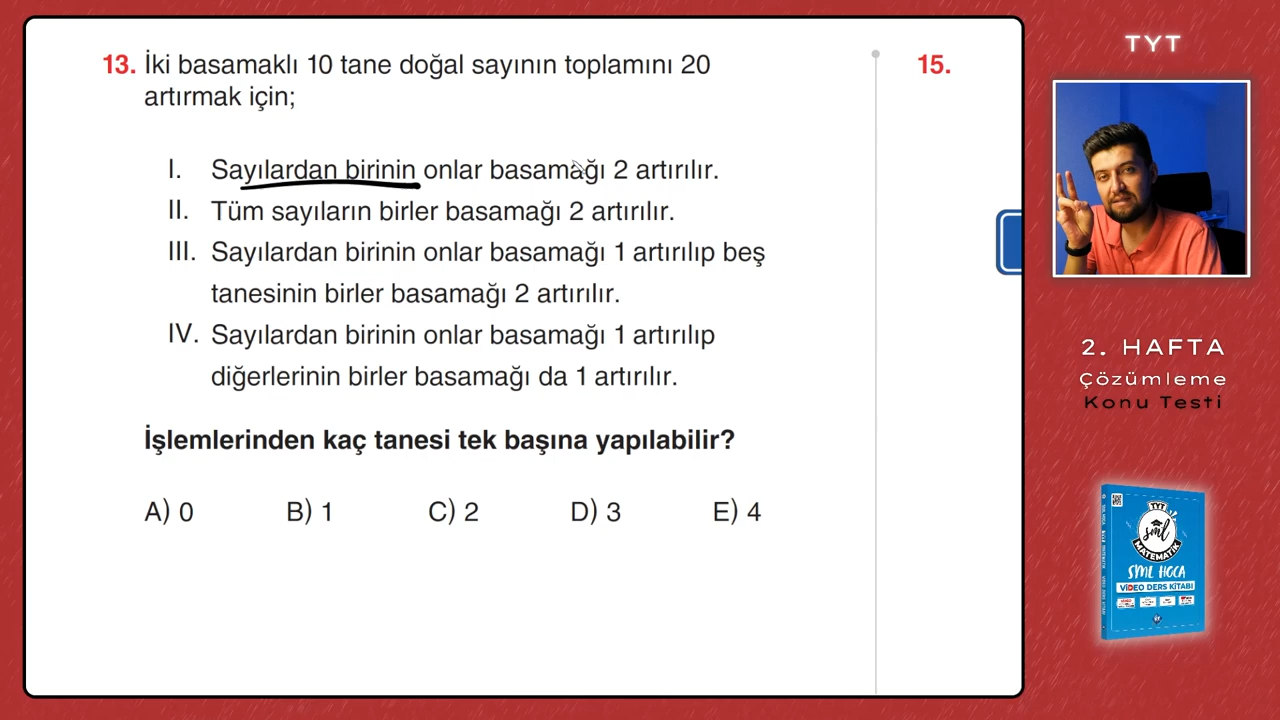 13. İki basamaklı 10 tane doğal sayının toplamını 20
artırmak için;
I. Sayılardan birinin onlar basamağı 2 artırılır.
II. Tüm sayıların birler basamağı 2 artırılır.
III. Sayılardan birinin onlar basamağı 1 artırılıp beş
tanesinin birler basamağı 2 artırılır.
IV. Sayılardan birinin onlar basamağı 1 artırılıp
diğerlerinin birler basamağı da 1 artırılır.
İşlemlerinden kaç tanesi tek başına yapılabilir?
A) 0 B) 1 C) 2 D) 3 E) 4
15.
TYT
2. HAFTA
Çözümleme
Konu Testi
TYT
sml
MATEMATİK
SML HOCA
VİDEO DERS KİTABI